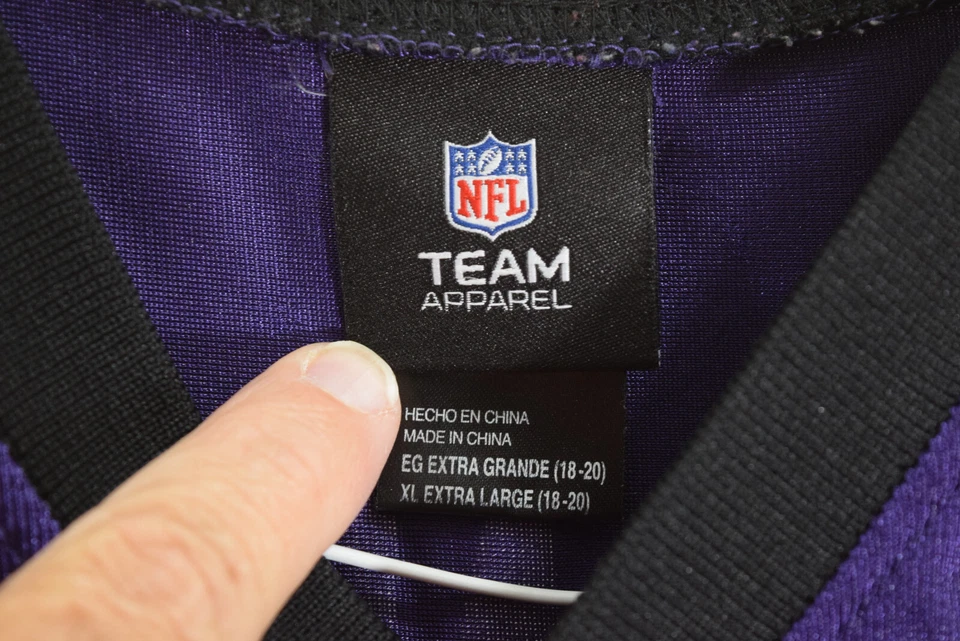 NFL
TEAM
APPAREL
HECHO EN CHINA
MADE IN CHINA
EG EXTRA GRANDE (18-20)
XL EXTRA LARGE (18-20)